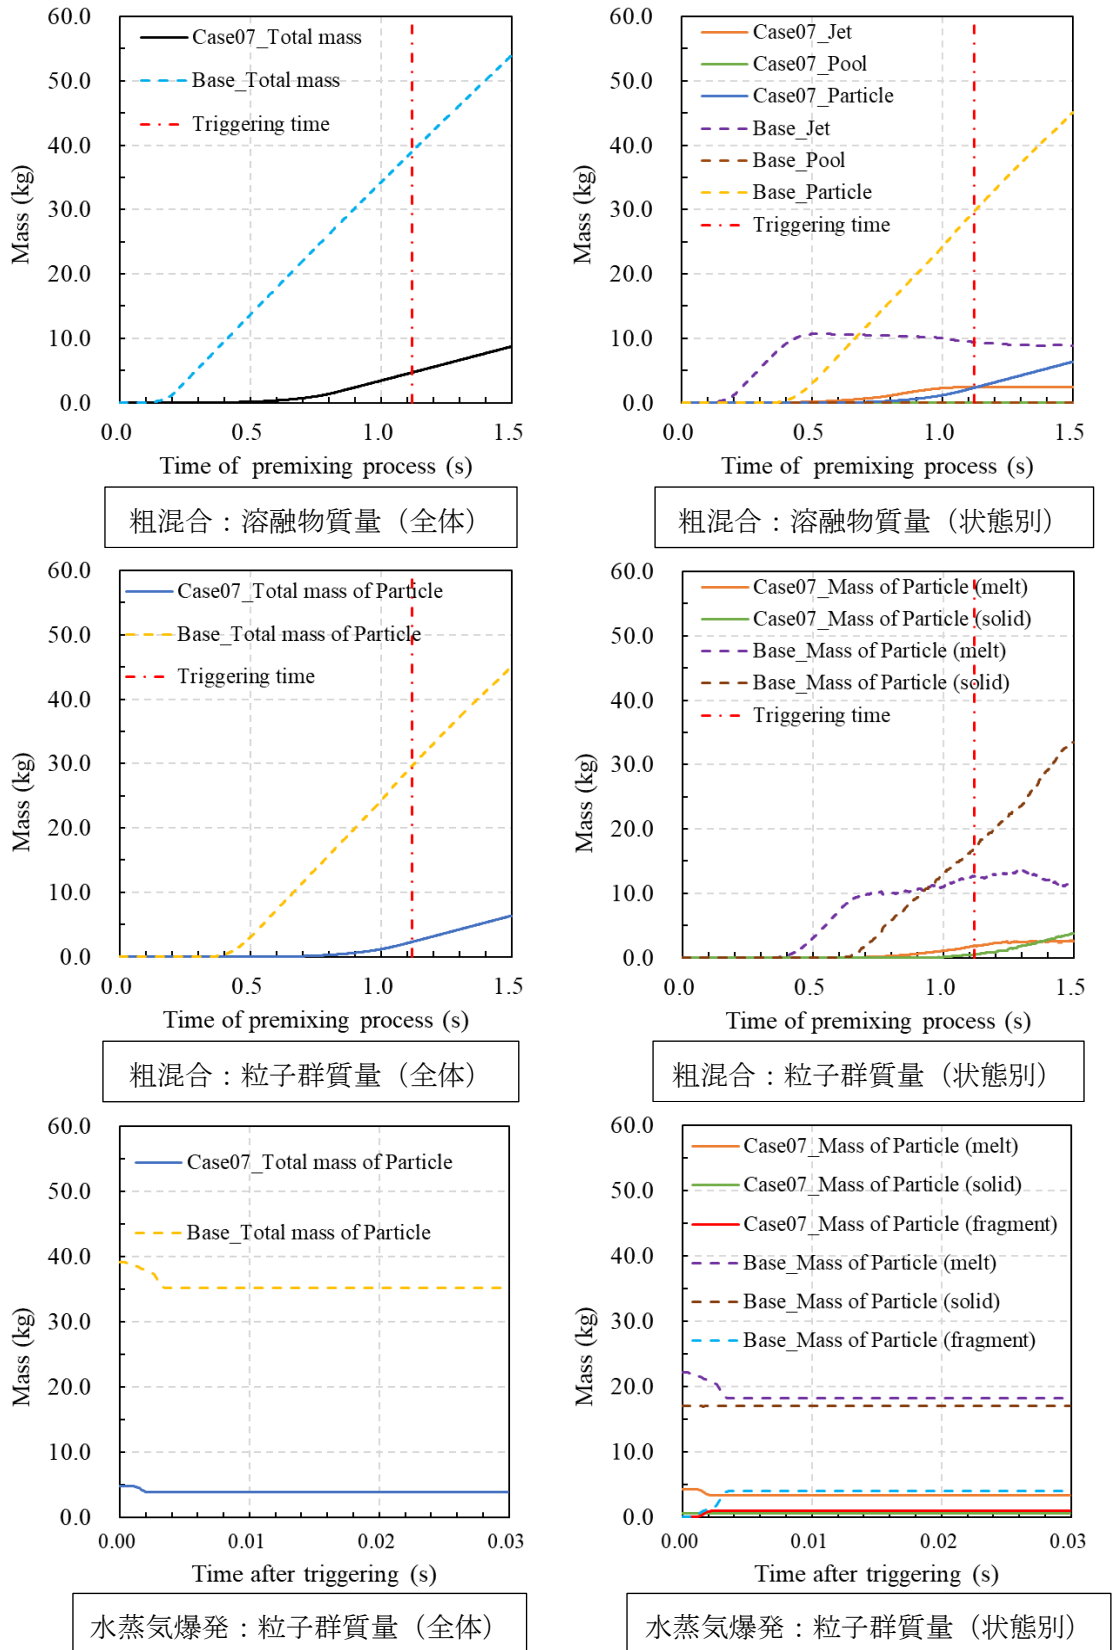 60.0
50.0
40.0
30.0
20.0
10.0
0.0
Mass (kg)
Case07_Total mass
Base_Total mass
Triggering time
0.0 0.5 1.0 1.5
Time of premixing process (s)
粗混合：溶融物質量（全体）
60.0
50.0
40.0
30.0
20.0
10.0
0.0
Mass (kg)
Case07_Jet
Case07_Pool
Case07_Particle
Base_Jet
Base_Pool
Base_Particle
Triggering time
0.0 0.5 1.0 1.5
Time of premixing process (s)
粗混合：溶融物質量（状態別）
60.0
50.0
40.0
30.0
20.0
10.0
0.0
Mass (kg)
Case07_Total mass of Particle
Base_Total mass of Particle
Triggering time
0.0 0.5 1.0 1.5
Time of premixing process (s)
粗混合：粒子群質量（全体）
60.0
50.0
40.0
30.0
20.0
10.0
0.0
Mass (kg)
Case07_Mass of Particle (melt)
Case07_Mass of Particle (solid)
Base_Mass of Particle (melt)
Base_Mass of Particle (solid)
Triggering time
0.0 0.5 1.0 1.5
Time of premixing process (s)
粗混合：粒子群質量（状態別）
60.0
50.0
40.0
30.0
20.0
10.0
0.0
Mass (kg)
Case07_Total mass of Particle
Base_Total mass of Particle
0.00 0.01 0.02 0.03
Time after triggering (s)
水蒸気爆発：粒子群質量（全体）
60.0
50.0
40.0
30.0
20.0
10.0
0.0
Mass (kg)
Case07_Mass of Particle (melt)
Case07_Mass of Particle (solid)
Case07_Mass of Particle (fragment)
Base_Mass of Particle (melt)
Base_Mass of Particle (solid)
Base_Mass of Particle (fragment)
0.00 0.01 0.02 0.03
Time after triggering (s)
水蒸気爆発：粒子群質量（状態別）